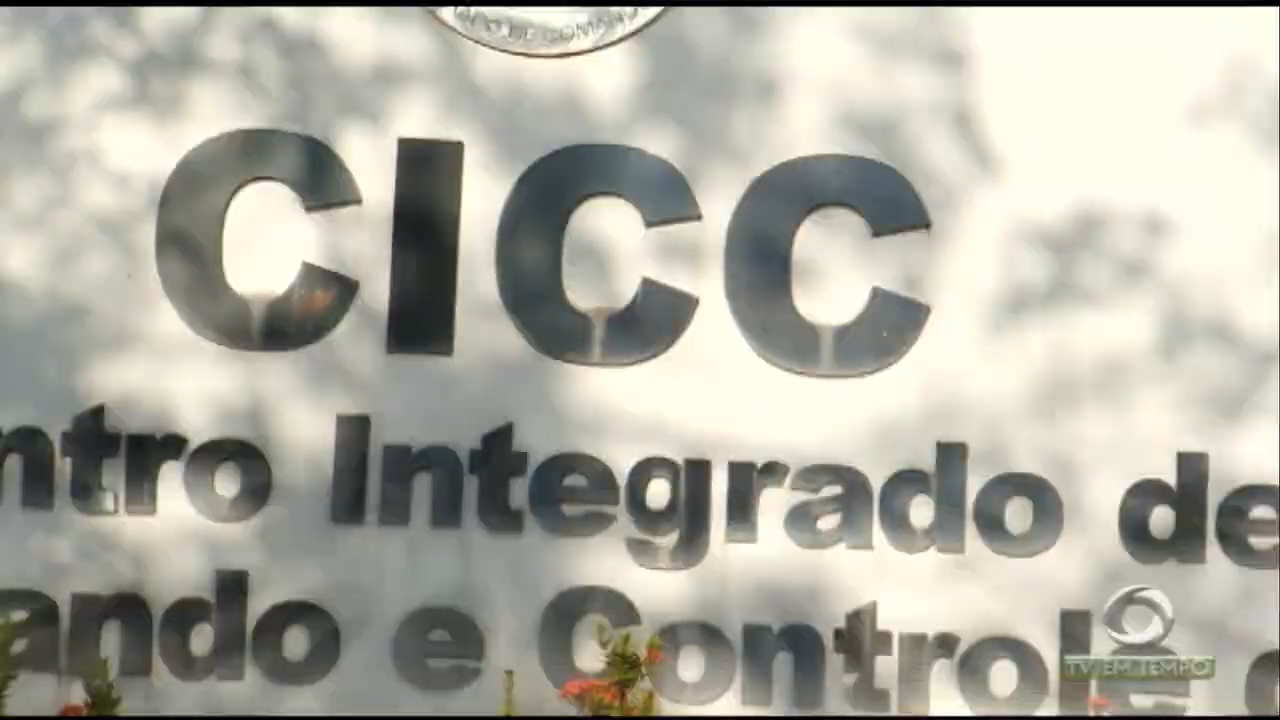 CICC
ntro Integrado de
ando e Controle
TV EM TEMPO